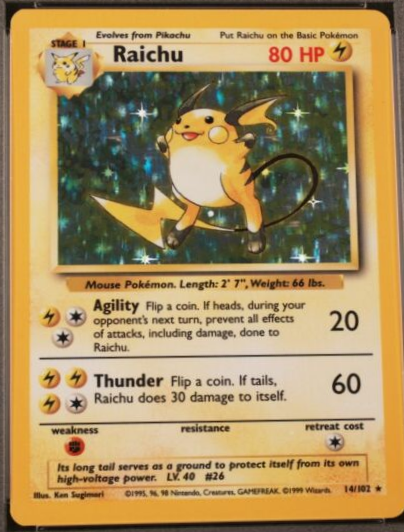 Evolves from Pikachu Put Raichu on the Basic Pokémon
STAGE 1
Raichu 80 HP
Mouse Pokémon. Length: 2' 7", Weight: 66 lbs.
Agility Flip a coin. If heads, during your
opponent's next turn, prevent all effects
of attacks, including damage, done to
Raichu.
20
Thunder Flip a coin. If tails,
Raichu does 30 damage to itself.
60
weakness resistance retreat cost
Its long tail serves as a ground to protect itself from its own
high-voltage power. LV. 40 #26
Illus. Ken Sugimori ©1995, 96, 98 Nintendo, Creatures, GAMEFREAK. ©1999 Wizards. 14/102 ★